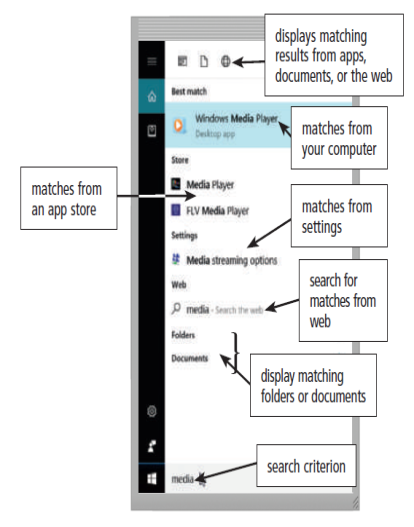 displays matching
results from apps,
documents, or the web
Best match
Windows Media Player
Desktop app
matches from
your computer
Store
matches from
an app store
Media Player
FLV Media Player
matches from
settings
Settings
Media streaming options
Web
search for
matches from
web
media - Search the web
Folders
Documents
display matching
folders or documents
search criterion
media